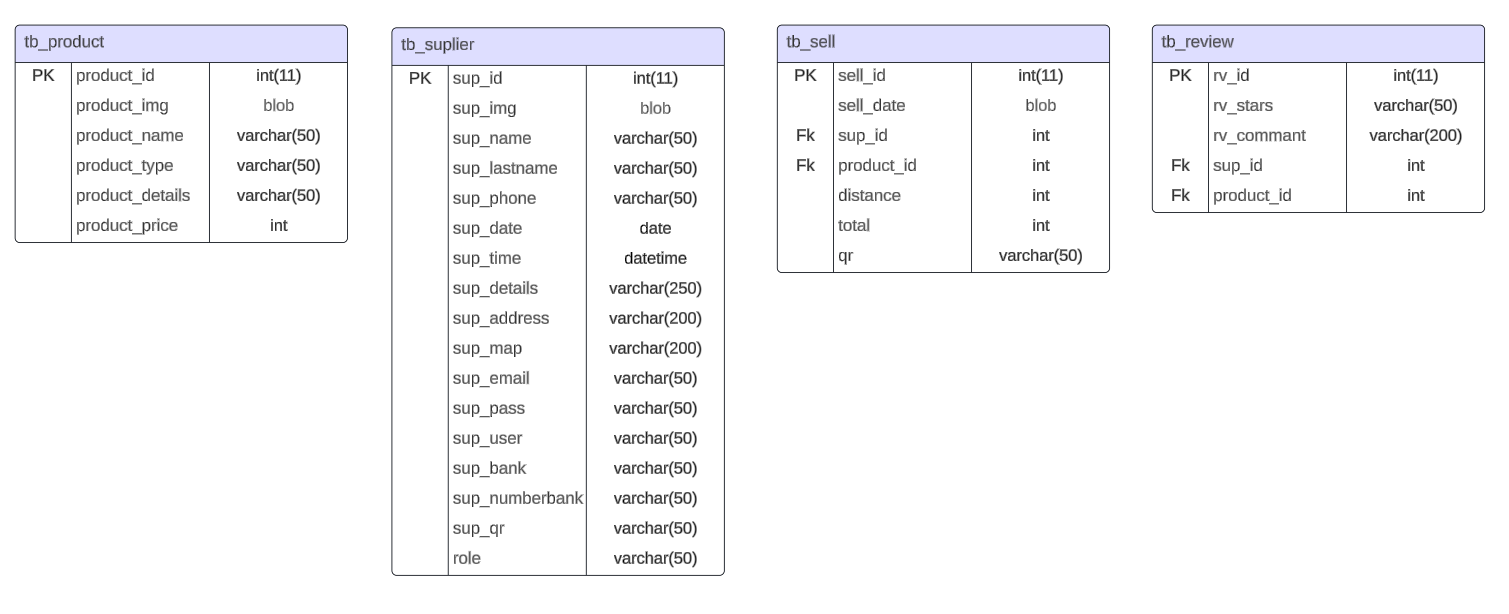 tb_product
PK product_id int(11)
product_img blob
product_name varchar(50)
product_type varchar(50)
product_details varchar(50)
product_price int
tb_suplier
PK sup_id int(11)
sup_img blob
sup_name varchar(50)
sup_lastname varchar(50)
sup_phone varchar(50)
sup_date date
sup_time datetime
sup_details varchar(250)
sup_address varchar(200)
sup_map varchar(200)
sup_email varchar(50)
sup_pass varchar(50)
sup_user varchar(50)
sup_bank varchar(50)
sup_numberbank varchar(50)
sup_qr varchar(50)
role varchar(50)
tb_sell
PK sell_id int(11)
sell_date blob
Fk sup_id int
Fk product_id int
distance int
total int
qr varchar(50)
tb_review
PK rv_id int(11)
rv_stars varchar(50)
rv_commant varchar(200)
Fk sup_id int
Fk product_id int